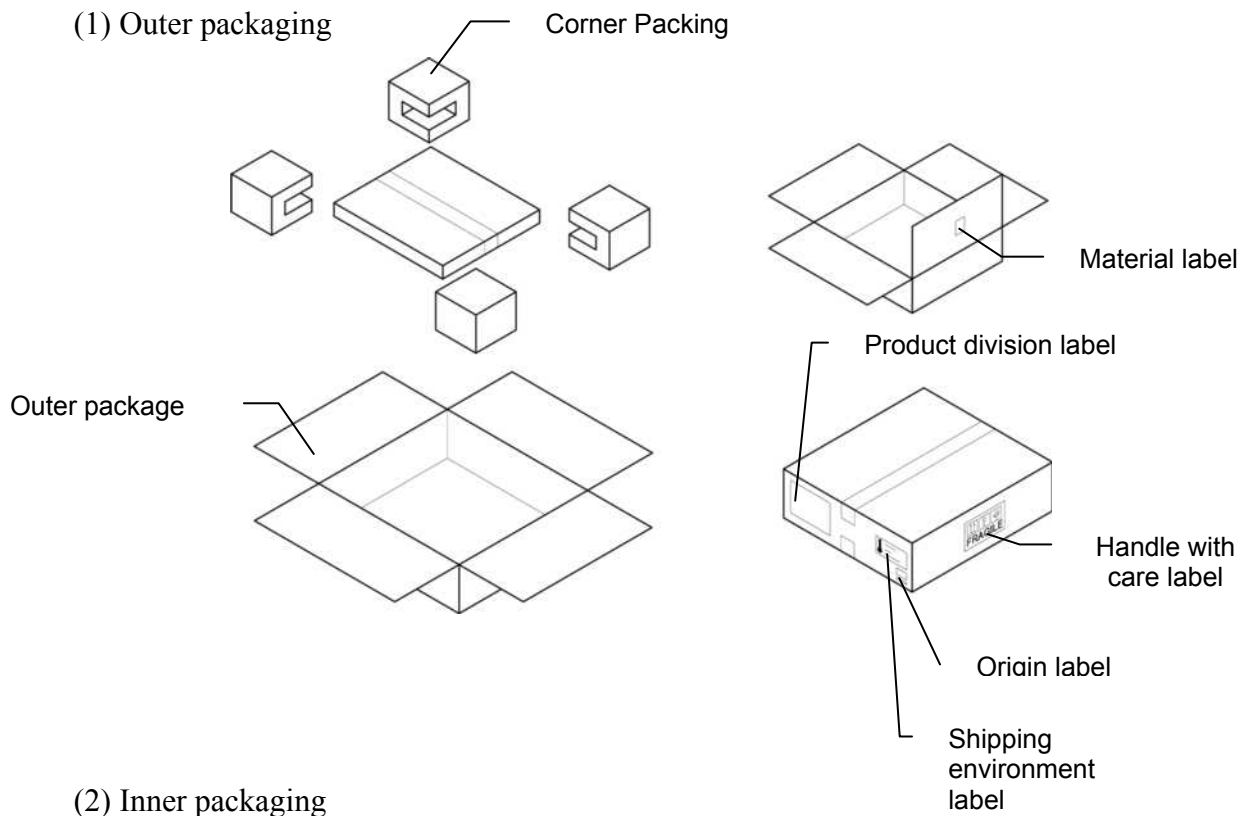 (1) Outer packaging
Corner Packing
Material label
Product division label
Outer package
FRAGILE
Handle with
care label
Origin label
Shipping
environment
label
(2) Inner packaging